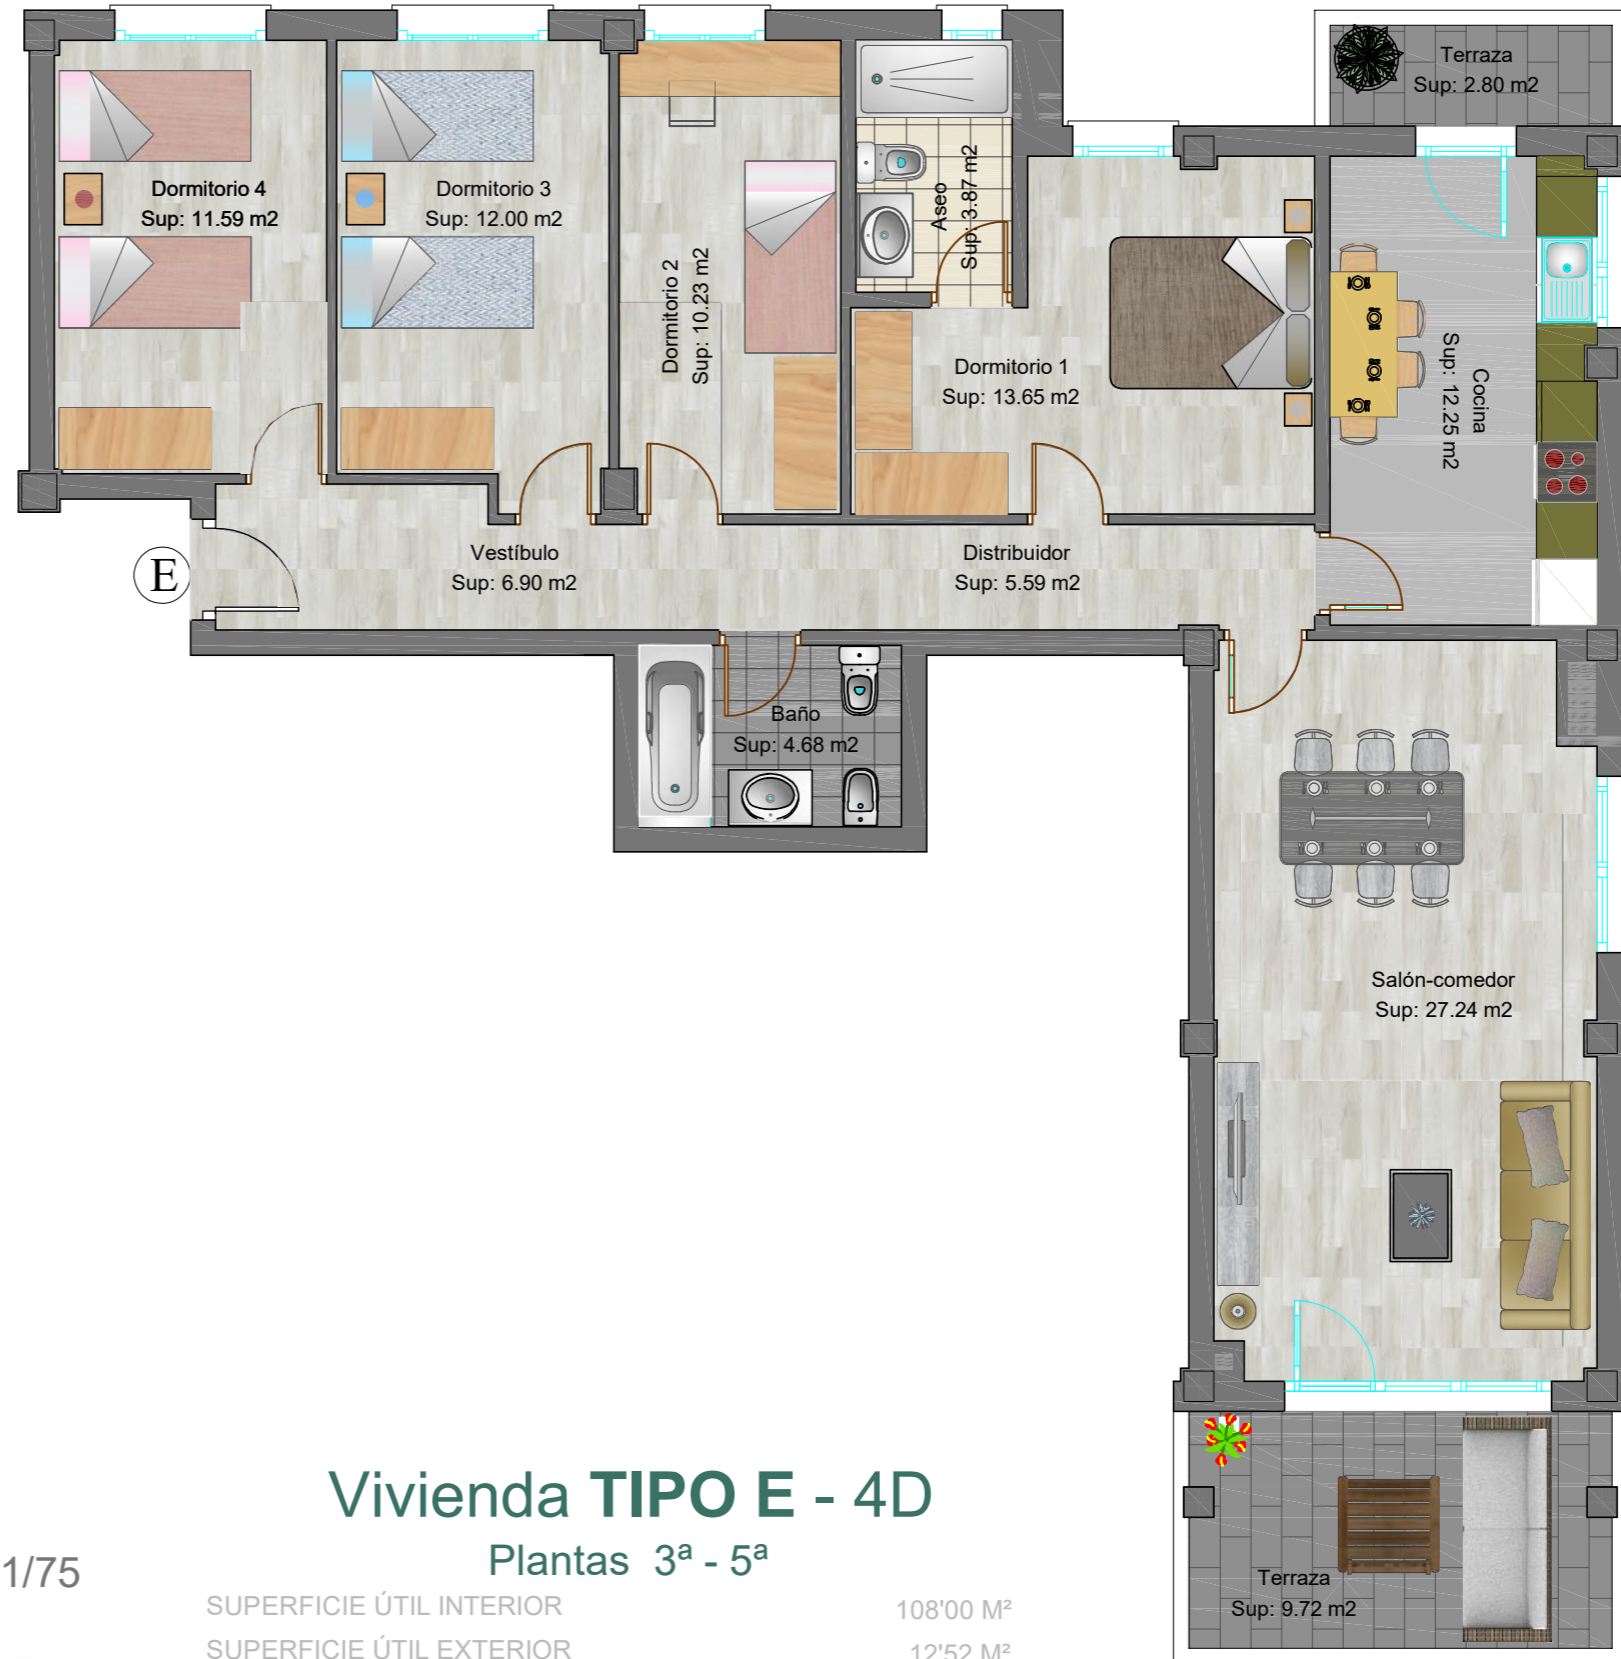 Terraza
Sup: 2.80 m2
Dormitorio 4
Sup: 11.59 m2
Dormitorio 3
Sup: 12.00 m2
Dormitorio 2
Sup: 10.23 m2
Aseo
Sup: 3.87 m2
Dormitorio 1
Sup: 13.65 m2
Cocina
Sup: 12.25 m2
E
Vestíbulo
Sup: 6.90 m2
Distribuidor
Sup: 5.59 m2
Baño
Sup: 4.68 m2
Salón-comedor
Sup: 27.24 m2
Terraza
Sup: 9.72 m2
Vivienda TIPO E - 4D
Plantas 3ª - 5ª
1/75
SUPERFICIE ÚTIL INTERIOR 108'00 M²
SUPERFICIE ÚTIL EXTERIOR 12'52 M²